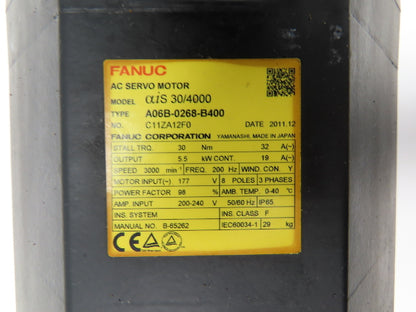 FANUC
AC SERVO MOTOR
MODEL αiS 30/4000
TYPE A06B-0268-B400
NO. C11ZA12F0 DATE 2011.12
FANUC CORPORATION YAMANASHI, MADE IN JAPAN
STALL TRQ. 30 Nm 32 A(~)
OUTPUT 5.5 kW CONT. 19 A(~)
SPEED 3000 min⁻¹ FREQ. 200 Hz WIND. CON. Y
MOTOR INPUT(~) 177 V 8 POLES 3 PHASES
POWER FACTOR 98 % AMB. TEMP. 0-40 °C
AMP. INPUT 200-240 V 50/60 Hz IP65
INS. SYSTEM INS. CLASS F
MANUAL NO. B-65262 IEC60034-1 29 kg
CE